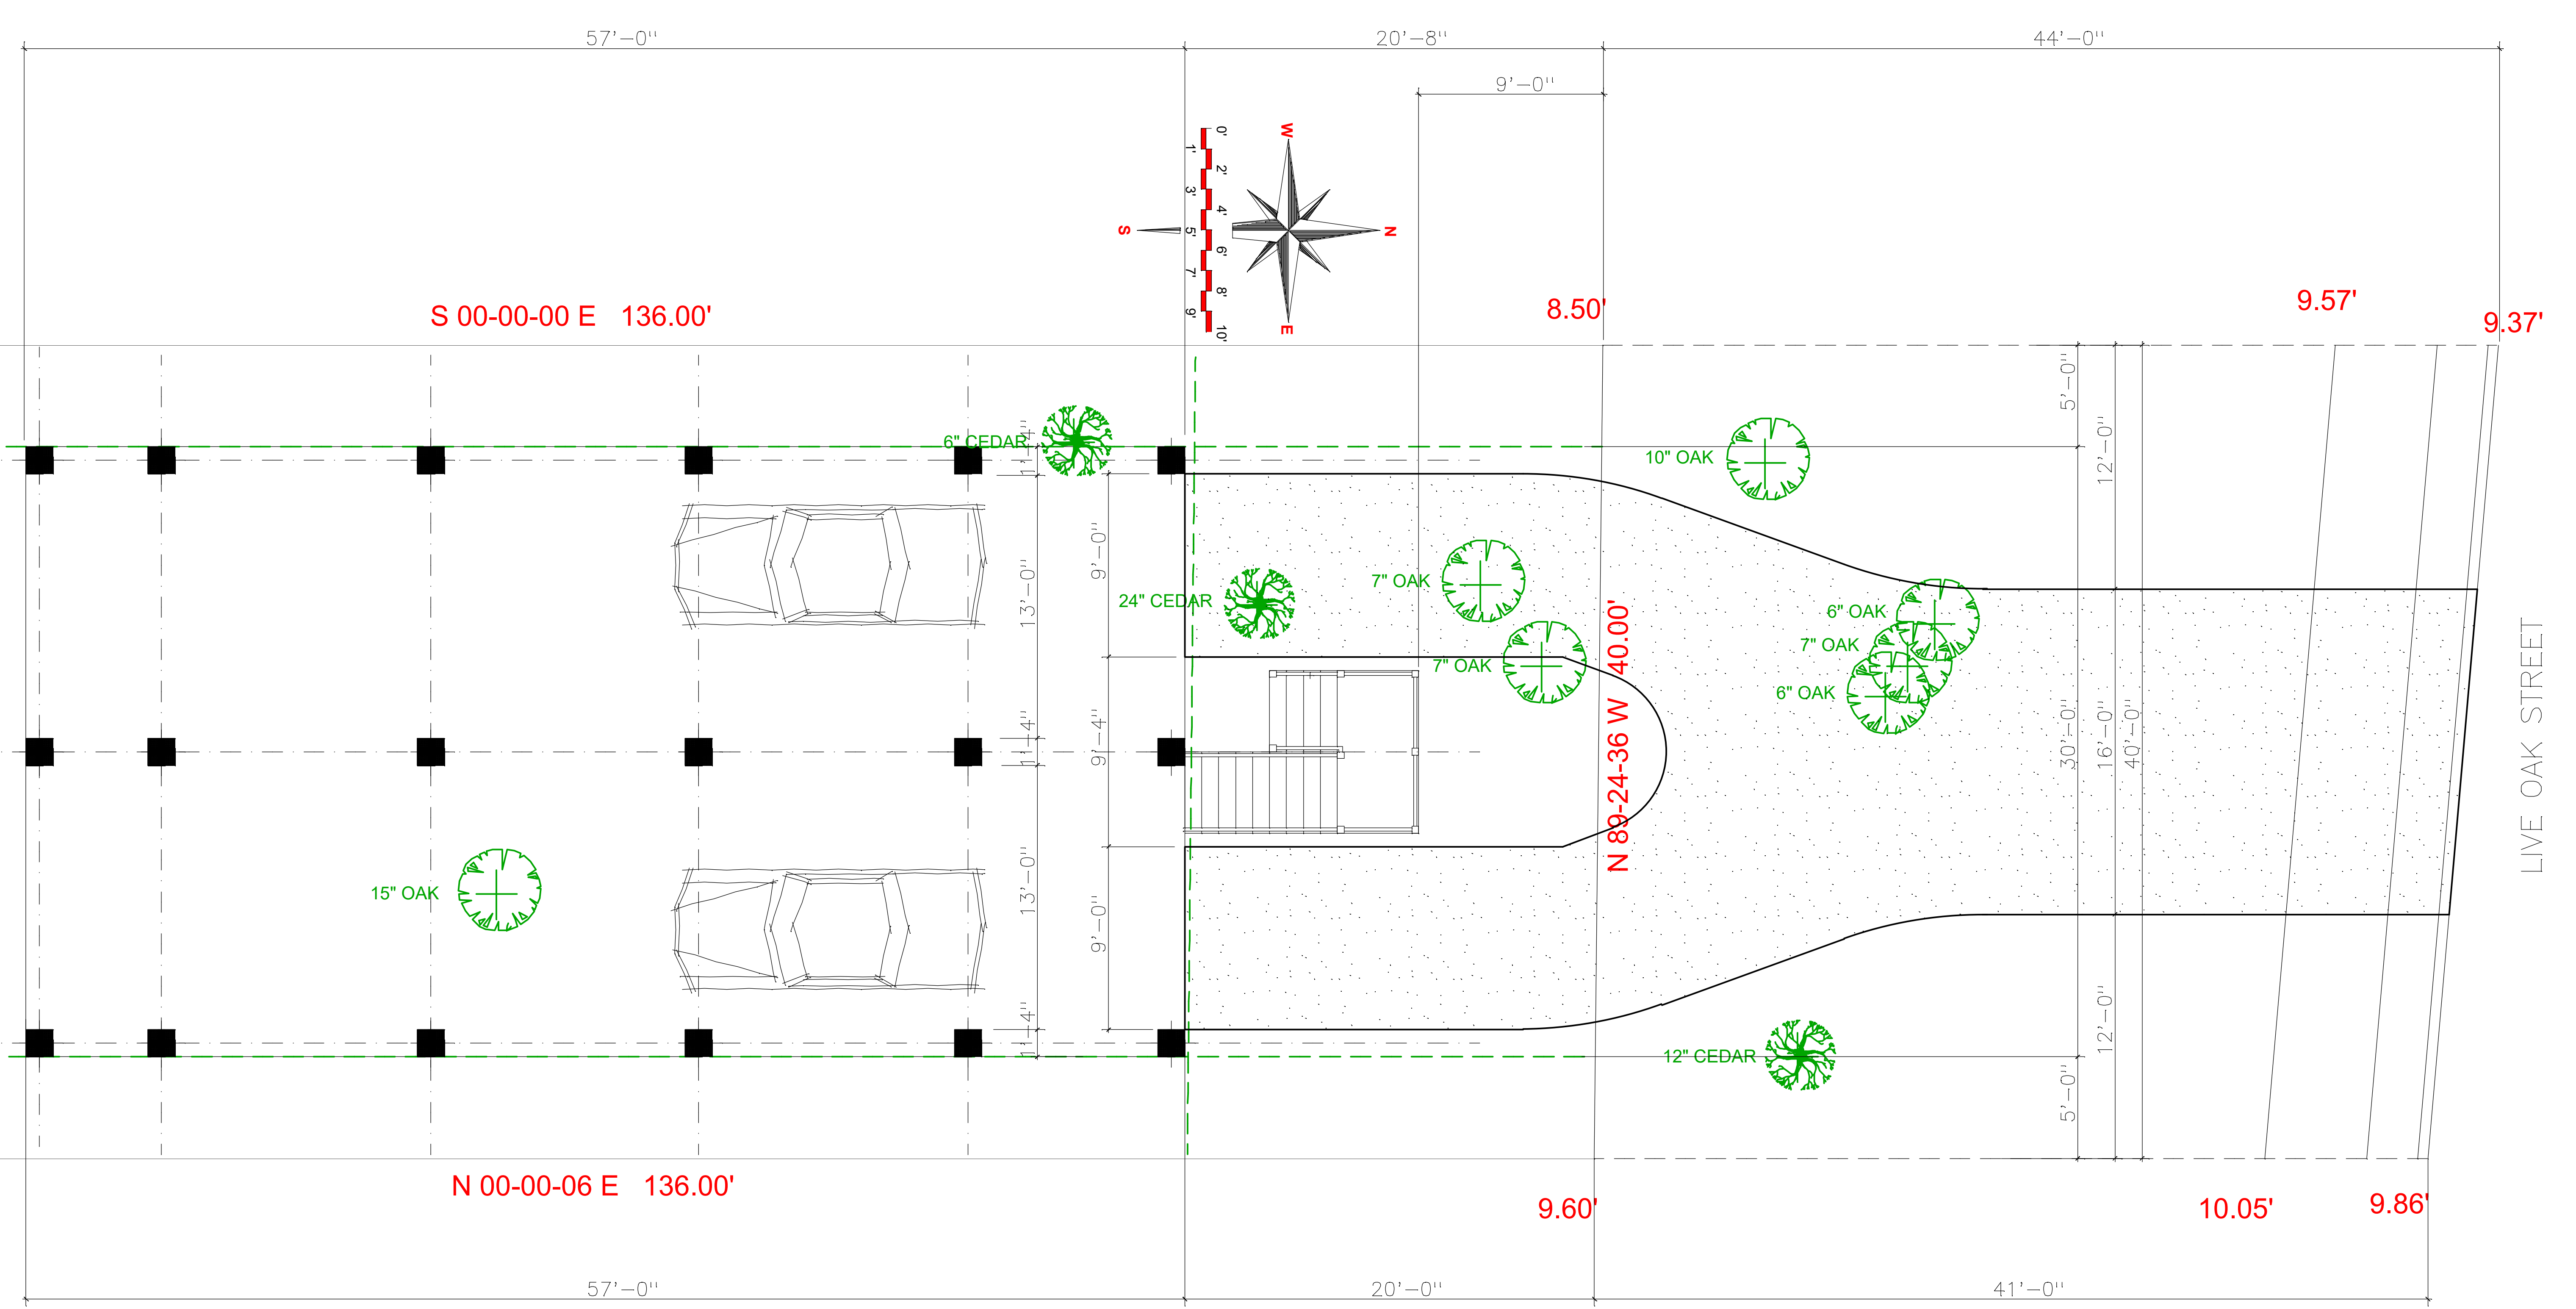 57'-0"
20'-8"
44'-0"
9'-0"
W
N
S
E
0'
1'
2'
3'
4'
5'
6'
7'
8'
9'
10'
S 00-00-00 E 136.00'
8.50'
9.57'
9.37'
5'-0"
12'-0"
6" CEDAR
1'-4"
10" OAK
9'-0"
13'-0"
24" CEDAR
7" OAK
7" OAK
6" OAK
7" OAK
6" OAK
N 89-24-36 W 40.00'
LIVE OAK STREET
1'-4"
9'-4"
30'-0"
16'-0"
40'-0"
15" OAK
13'-0"
9'-0"
1'-4"
12" CEDAR
12'-0"
5'-0"
N 00-00-06 E 136.00'
9.60'
10.05'
9.86'
57'-0"
20'-0"
41'-0"